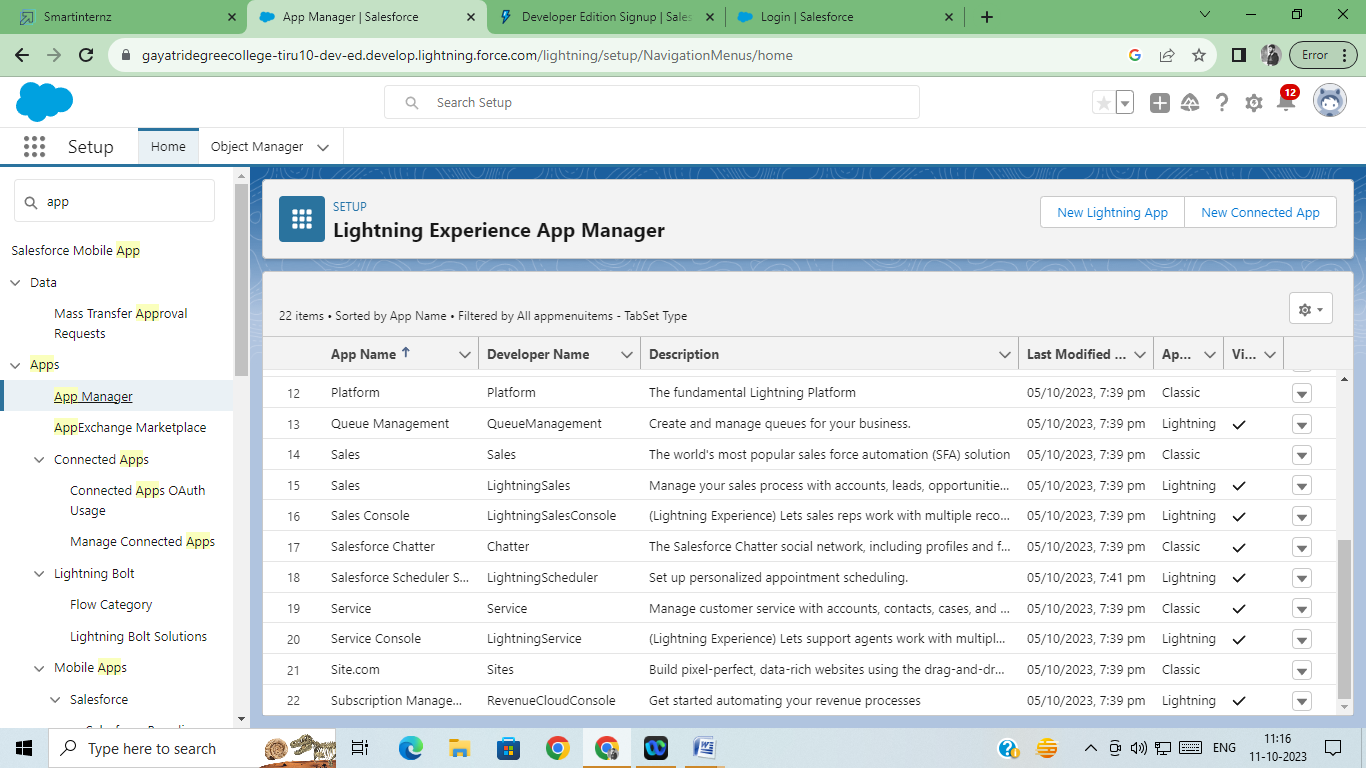 Smartinternz
App Manager | Salesforce
Developer Edition Signup | Sales
Login | Salesforce
gayatridegreecollege-tiru10-dev-ed.develop.lightning.force.com/lightning/setup/NavigationMenus/home
Error
Search Setup
12
Setup
Home
Object Manager
app
Salesforce Mobile App
Data
Mass Transfer Approval
Requests
Apps
App Manager
AppExchange Marketplace
Connected Apps
Connected Apps OAuth
Usage
Manage Connected Apps
Lightning Bolt
Flow Category
Lightning Bolt Solutions
Mobile Apps
Salesforce
SETUP
Lightning Experience App Manager
New Lightning App
New Connected App
22 items • Sorted by App Name • Filtered by All appmenuitems - TabSet Type
App Name Developer Name Description Last Modified ... Ap... Vi...
12 Platform Platform The fundamental Lightning Platform 05/10/2023, 7:39 pm Classic
13 Queue Management QueueManagement Create and manage queues for your business. 05/10/2023, 7:39 pm Lightning
14 Sales Sales The world's most popular sales force automation (SFA) solution 05/10/2023, 7:39 pm Classic
15 Sales LightningSales Manage your sales process with accounts, leads, opportunitie... 05/10/2023, 7:39 pm Lightning
16 Sales Console LightningSalesConsole (Lightning Experience) Lets sales reps work with multiple reco... 05/10/2023, 7:39 pm Lightning
17 Salesforce Chatter Chatter The Salesforce Chatter social network, including profiles and f... 05/10/2023, 7:39 pm Classic
18 Salesforce Scheduler S... LightningScheduler Set up personalized appointment scheduling. 05/10/2023, 7:41 pm Lightning
19 Service Service Manage customer service with accounts, contacts, cases, and ... 05/10/2023, 7:39 pm Classic
20 Service Console LightningService (Lightning Experience) Lets support agents work with multipl... 05/10/2023, 7:39 pm Lightning
21 Site.com Sites Build pixel-perfect, data-rich websites using the drag-and-dr... 05/10/2023, 7:39 pm Classic
22 Subscription Manage... RevenueCloudConsole Get started automating your revenue processes 05/10/2023, 7:39 pm Lightning
Type here to search
ENG
11:16
11-10-2023